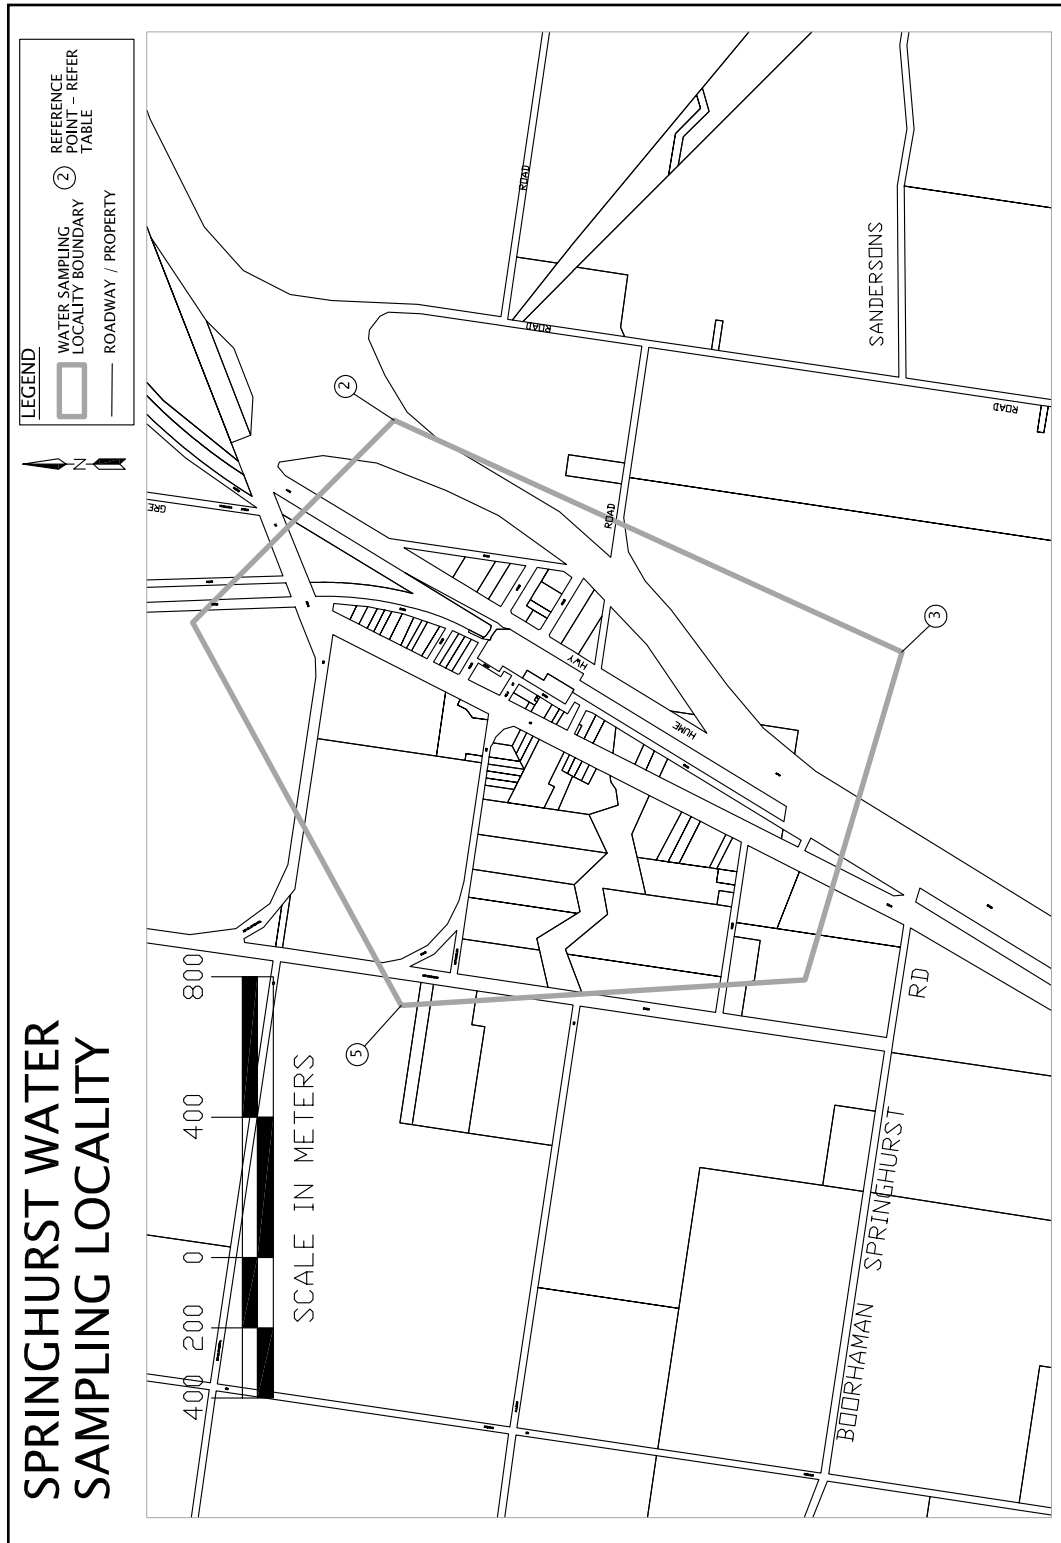 SPRINGHURST WATER
SAMPLING LOCALITY
LEGEND
WATER SAMPLING
LOCALITY BOUNDARY
ROADWAY / PROPERTY
2
REFERENCE
POINT - REFER
TABLE
N
400 200 0 400 800
SCALE IN METERS
GRE
2
3
5
ROAD
ROAD
ROAD
ROAD
SANDERSONS
HWY
HUME
RD
BOORHAMAN SPRINGHURST